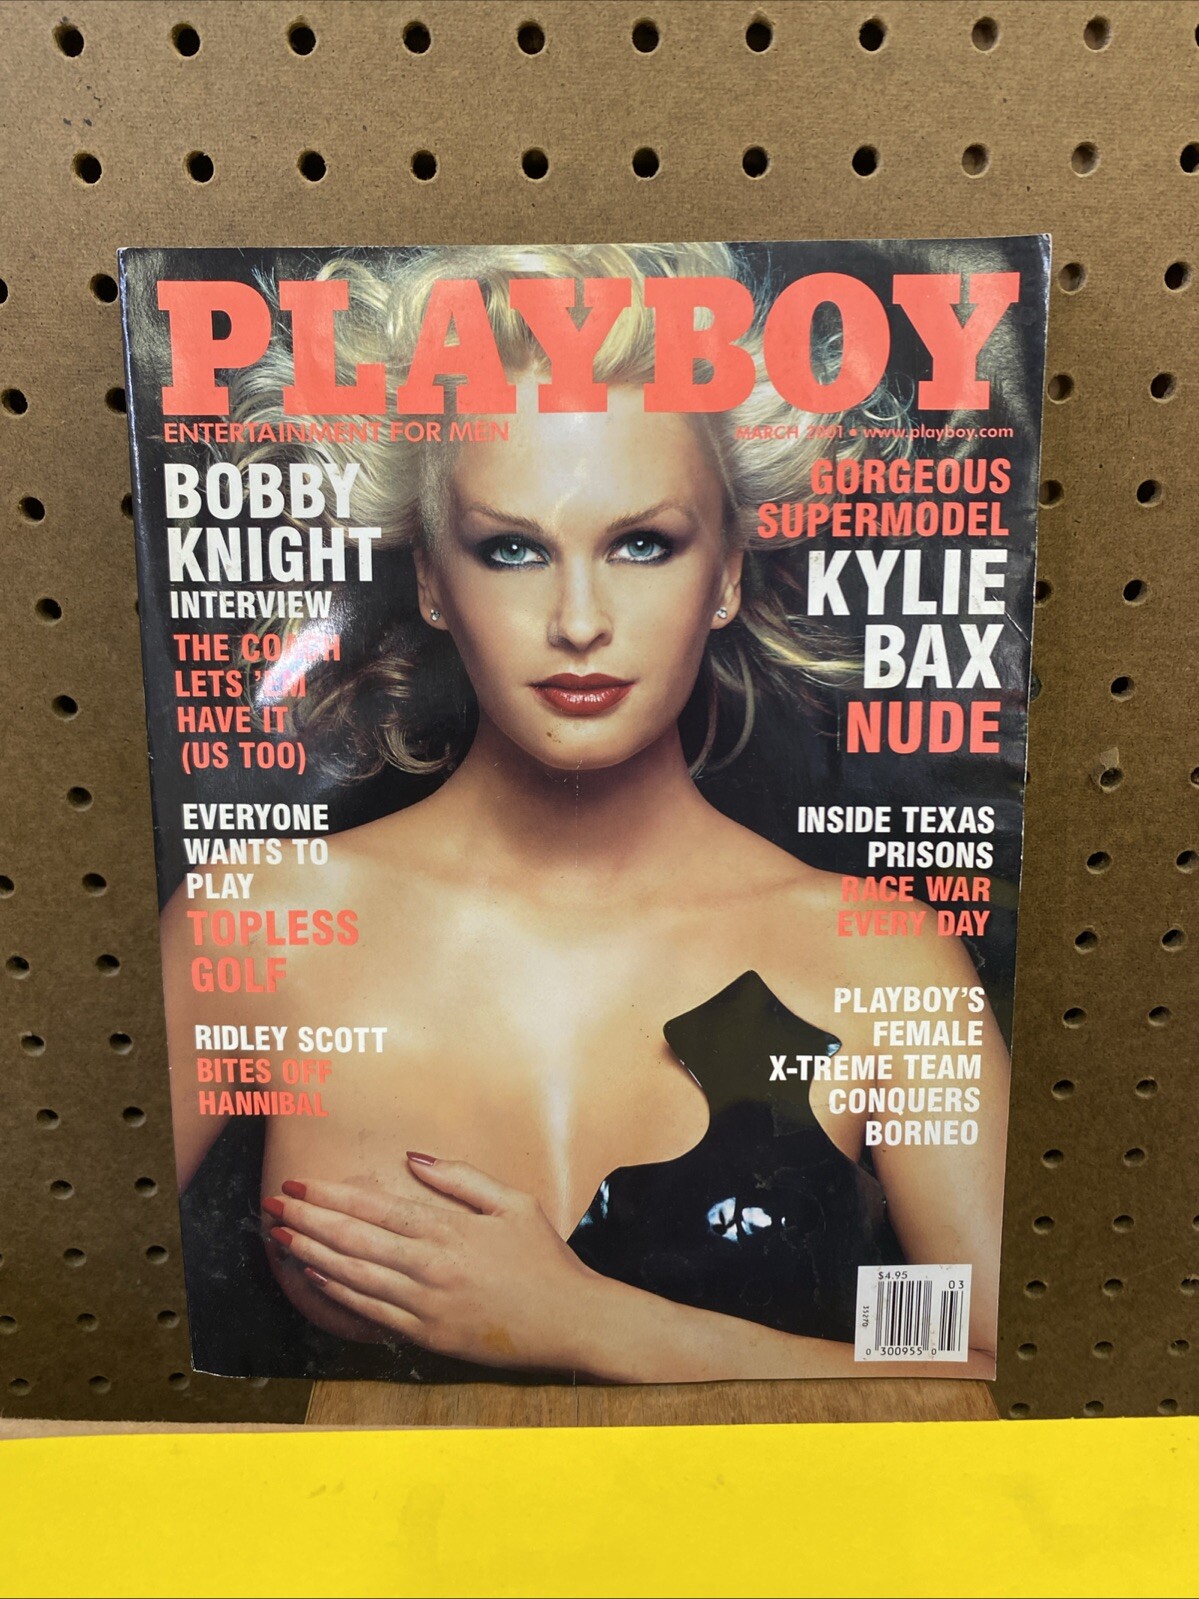 PLAYBOY
ENTERTAINMENT FOR MEN
MARCH 2001 • www.playboy.com
BOBBY
KNIGHT
INTERVIEW
THE COACH
LETS 'EM
HAVE IT
(US TOO)
EVERYONE
WANTS TO
PLAY
TOPLESS
GOLF
RIDLEY SCOTT
BITES OFF
HANNIBAL
GORGEOUS
SUPERMODEL
KYLIE
BAX
NUDE
INSIDE TEXAS
PRISONS
RACE WAR
EVERY DAY
PLAYBOY'S
FEMALE
X-TREME TEAM
CONQUERS
BORNEO
$4.95
03
35270
0 300955 0